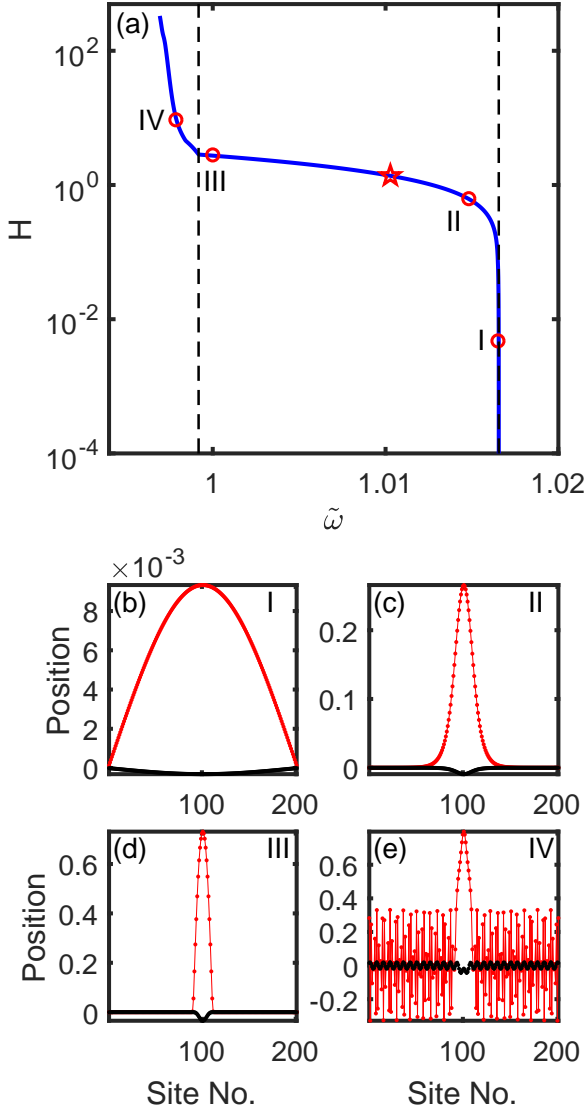 (a)
10^2
IV
III
10^0
H
II
I
10^-2
10^-4
1 1.01 1.02
ω̃
×10^-3
(b) I
8
6
4
2
0
Position
100 200
(c) II
0.2
0.1
0
100 200
(d) III
0.6
0.4
0.2
0
Position
100 200
Site No.
(e) IV
0.6
0.4
0.2
0
-0.2
100 200
Site No.